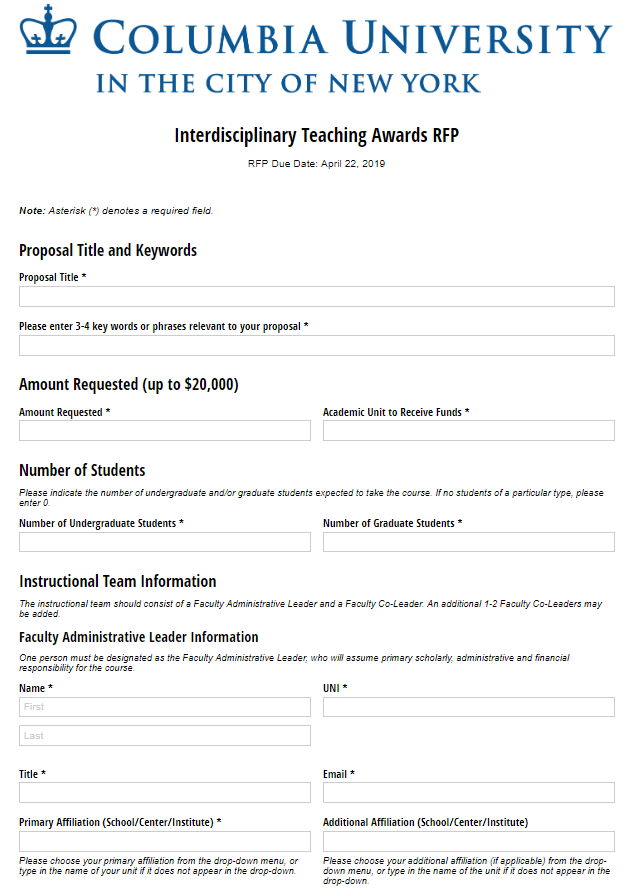 COLUMBIA UNIVERSITY
IN THE CITY OF NEW YORK
Interdisciplinary Teaching Awards RFP
RFP Due Date: April 22, 2019
Note: Asterisk (*) denotes a required field.
Proposal Title and Keywords
Proposal Title *
Please enter 3-4 key words or phrases relevant to your proposal *
Amount Requested (up to $20,000)
Amount Requested * Academic Unit to Receive Funds *
Number of Students
Please indicate the number of undergraduate and/or graduate students expected to take the course. If no students of a particular type, please
enter 0.
Number of Undergraduate Students * Number of Graduate Students *
Instructional Team Information
The instructional team should consist of a Faculty Administrative Leader and a Faculty Co-Leader. An additional 1-2 Faculty Co-Leaders may
be added.
Faculty Administrative Leader Information
One person must be designated as the Faculty Administrative Leader, who will assume primary scholarly, administrative and financial
responsibility for the course.
Name * UNI *
First
Last
Title * Email *
Primary Affiliation (School/Center/Institute) * Additional Affiliation (School/Center/Institute)
Please choose your primary affiliation from the drop-down menu, or
type in the name of your unit if it does not appear in the drop-down.
Please choose your additional affiliation (if applicable) from the drop-
down menu, or type in the name of the unit if it does not appear in the
drop-down.